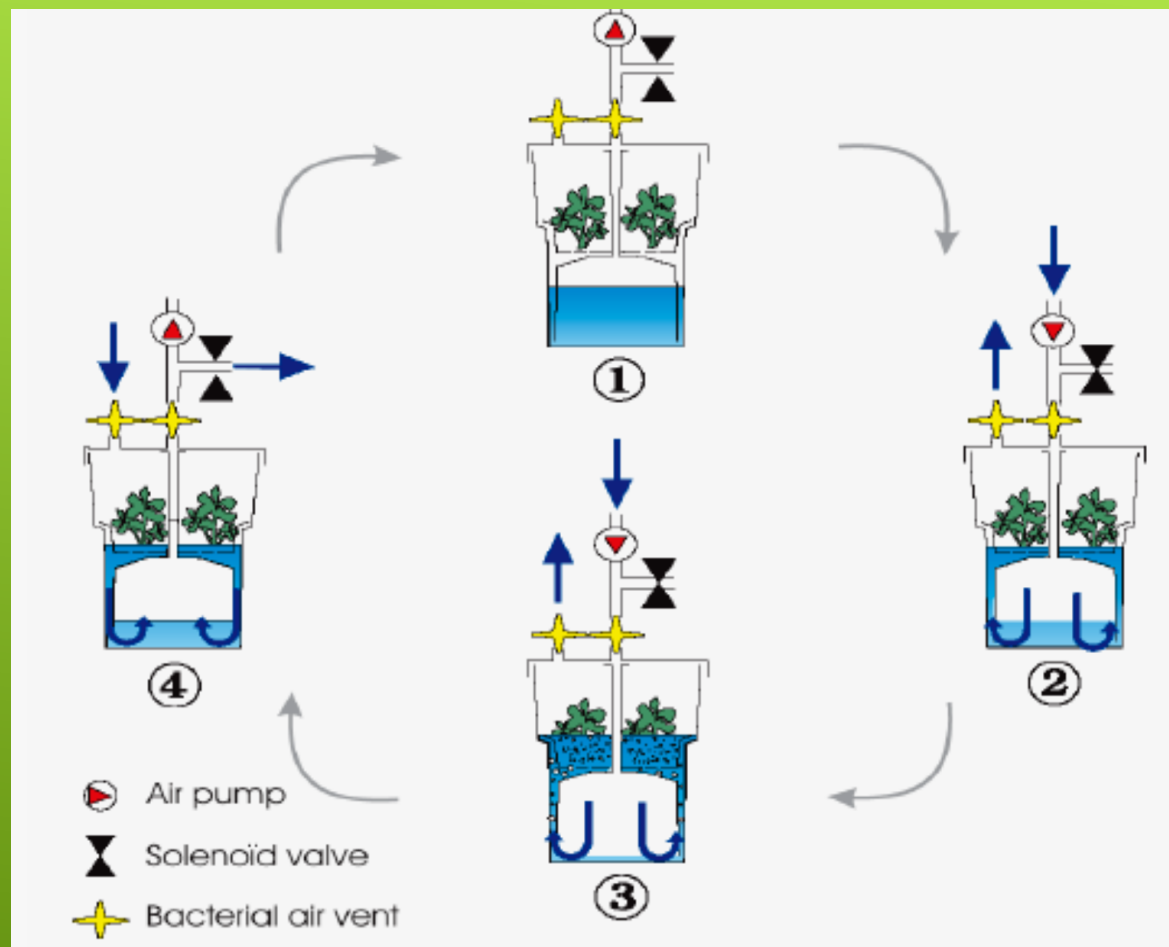 ①
②
③
④
Air pump
Solenoïd valve
Bacterial air vent